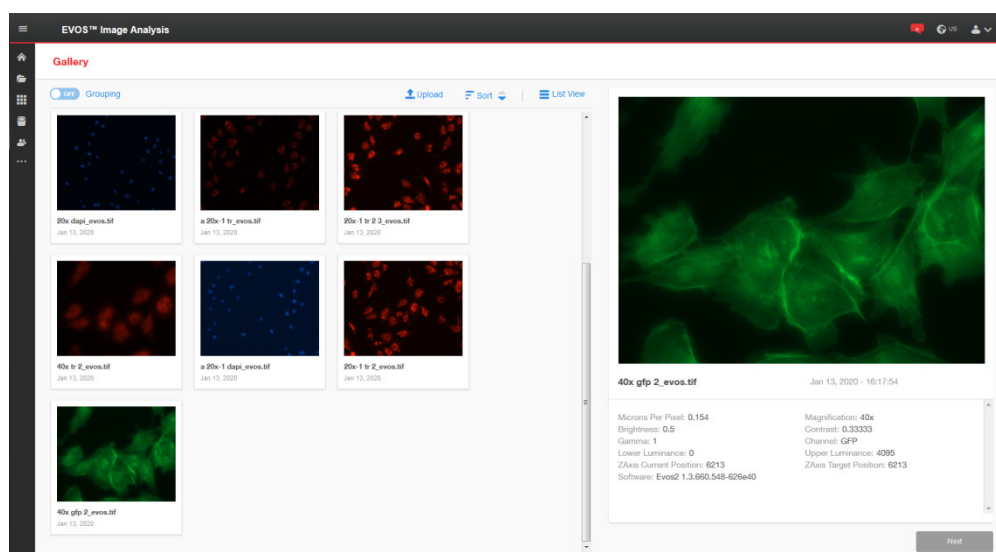 EVOS™ Image Analysis
US
Gallery
OFF Grouping
Upload
Sort
List View
20x dapi_evos.tif
Jan 13, 2020
a 20x-1 tr_evos.tif
Jan 13, 2020
20x-1 tr 2 3_evos.tif
Jan 13, 2020
40x tr 2_evos.tif
Jan 13, 2020
a 20x-1 dapi_evos.tif
Jan 13, 2020
20x-1 tr 2_evos.tif
Jan 13, 2020
40x gfp 2_evos.tif
Jan 13, 2020
40x gfp 2_evos.tif
Jan 13, 2020 - 16:17:54
Microns Per Pixel: 0.154
Magnification: 40x
Brightness: 0.5
Contrast: 0.33333
Gamma: 1
Channel: GFP
Lower Luminance: 0
Upper Luminance: 4095
ZAxis Current Position: 6213
ZAxis Target Position: 6213
Software: Evos2 1.3.660.548-626e40
Next